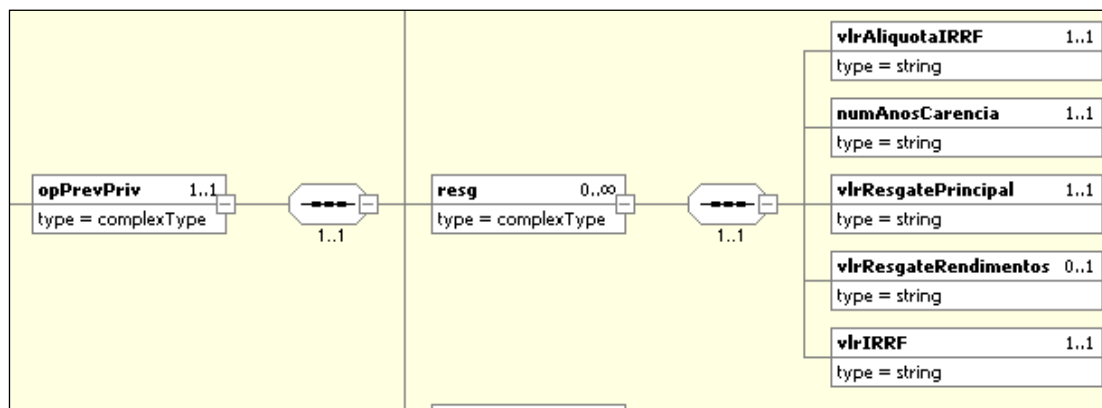 opPrevPriv 1..1
type = complexType
1..1
resg 0..∞
type = complexType
1..1
vlrAliquotaIRRF 1..1
type = string
numAnosCarencia 1..1
type = string
vlrResgatePrincipal 1..1
type = string
vlrResgateRendimentos 0..1
type = string
vlrIRRF 1..1
type = string